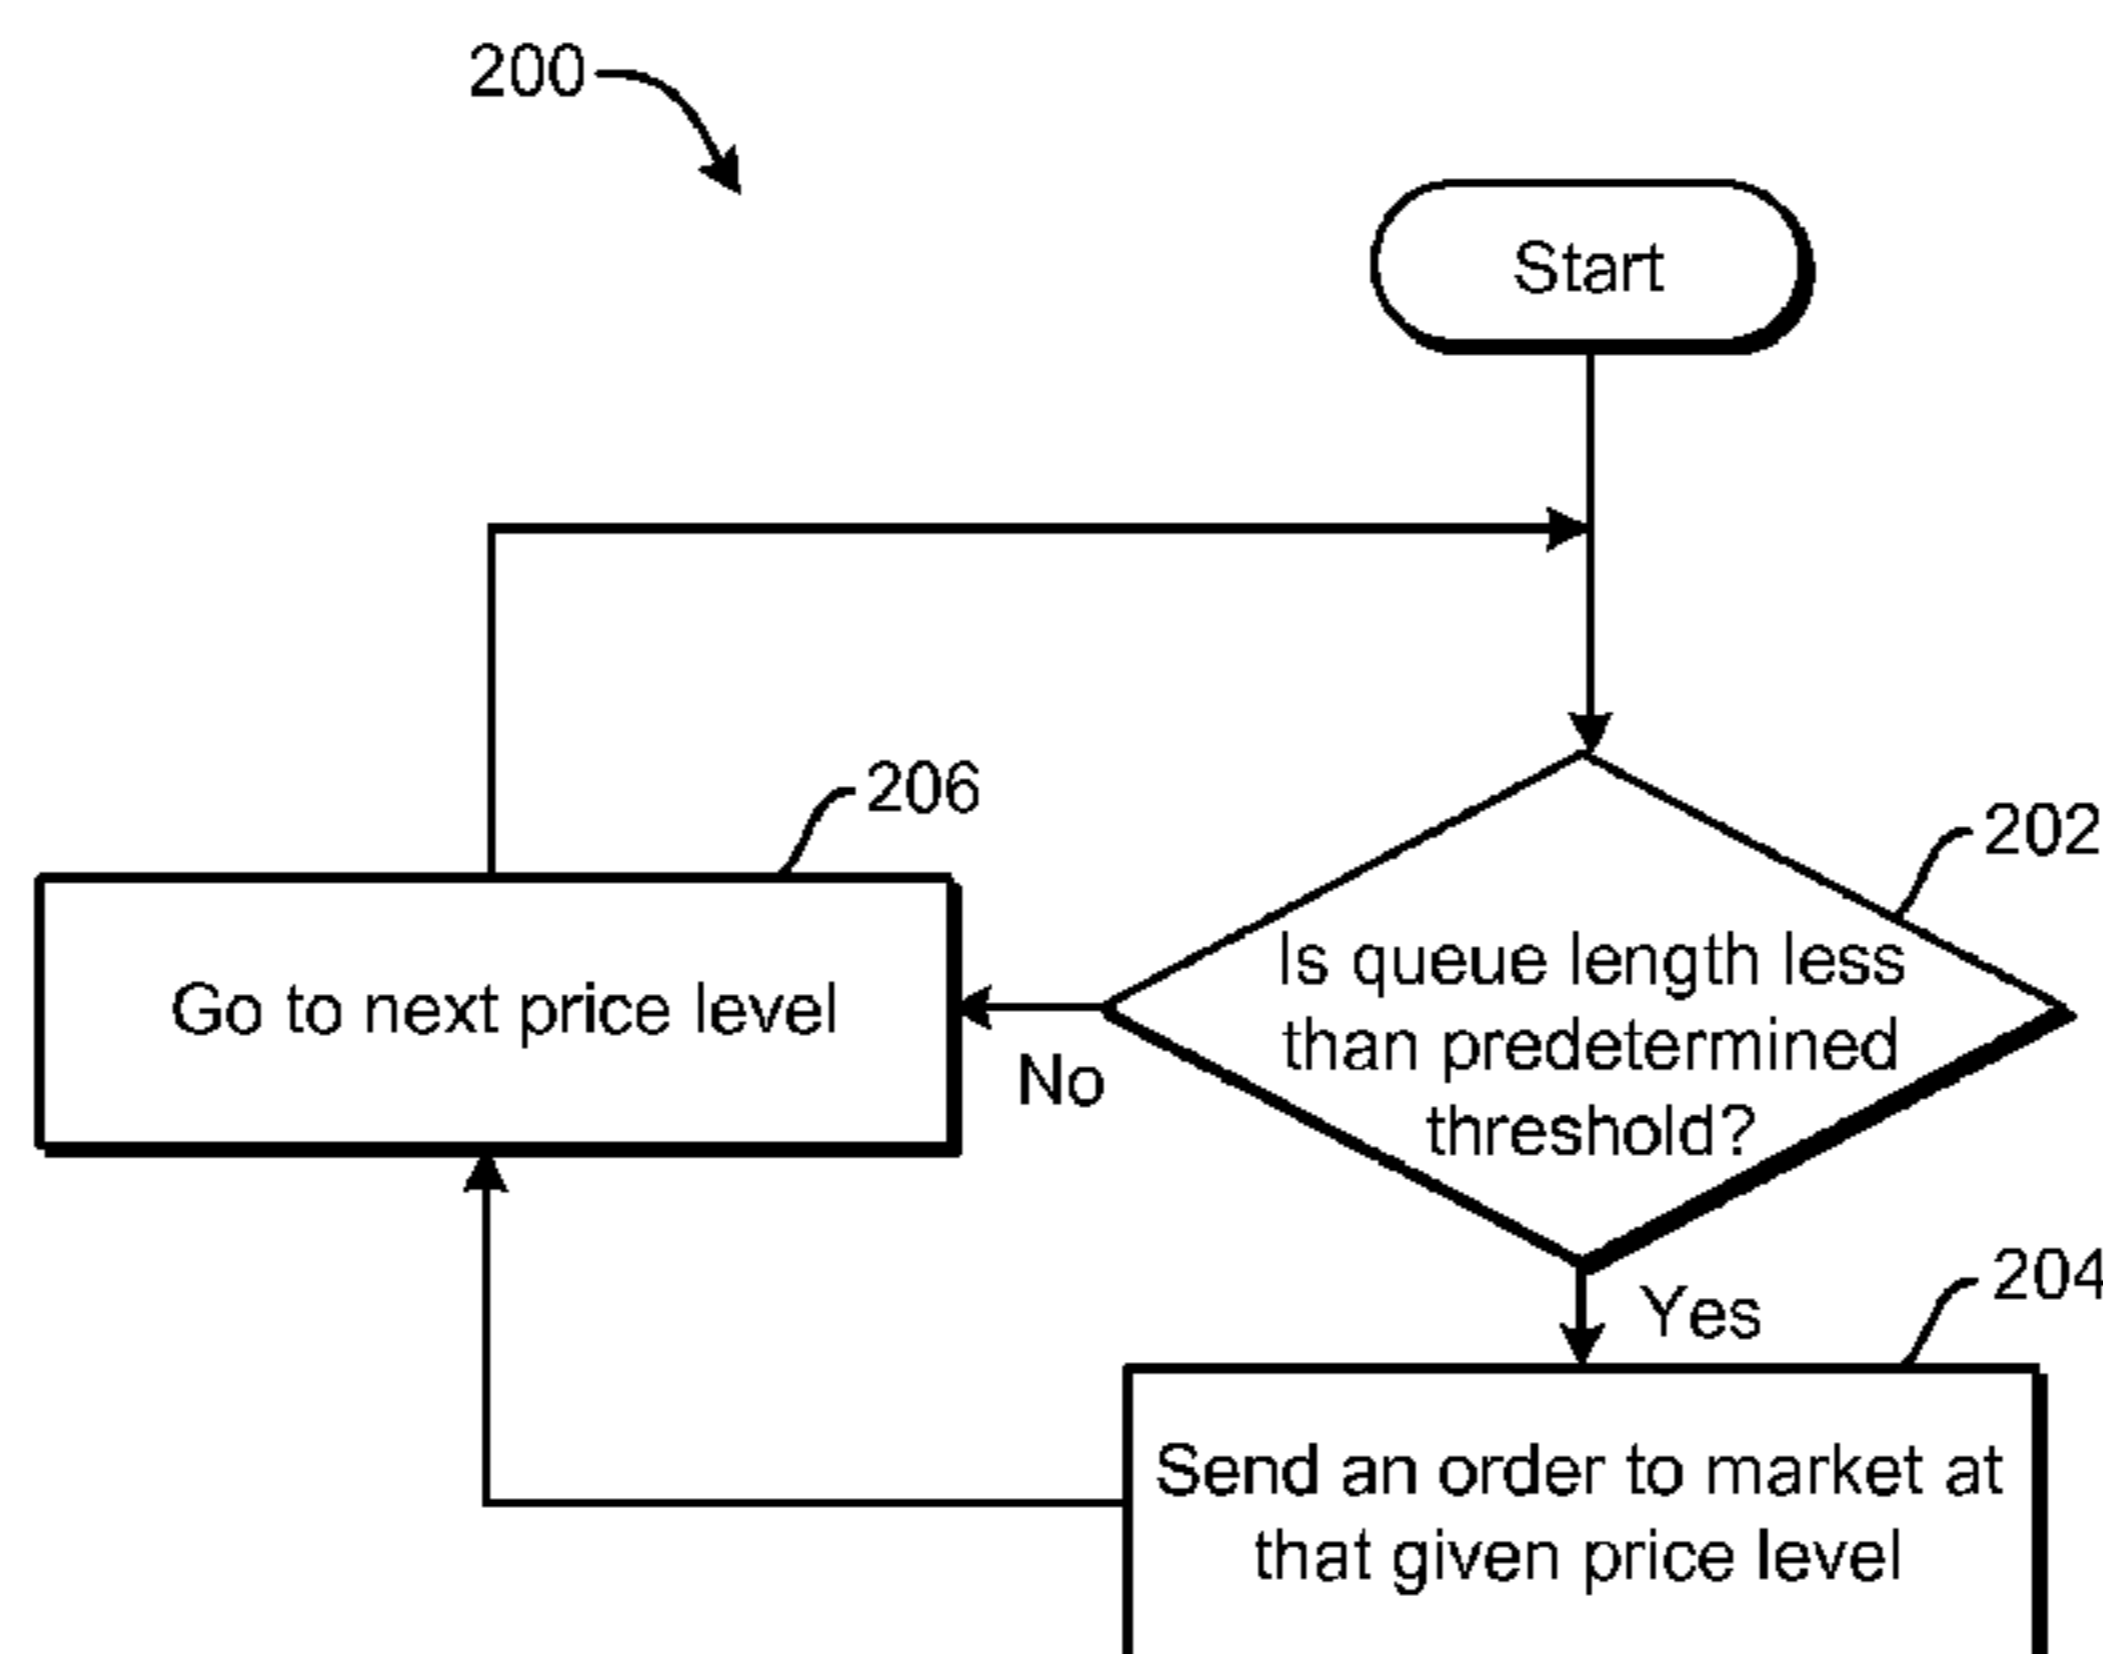 200
Start
206
202
Is queue length less
than predetermined
threshold?
Go to next price level
No
Yes
204
Send an order to market at
that given price level